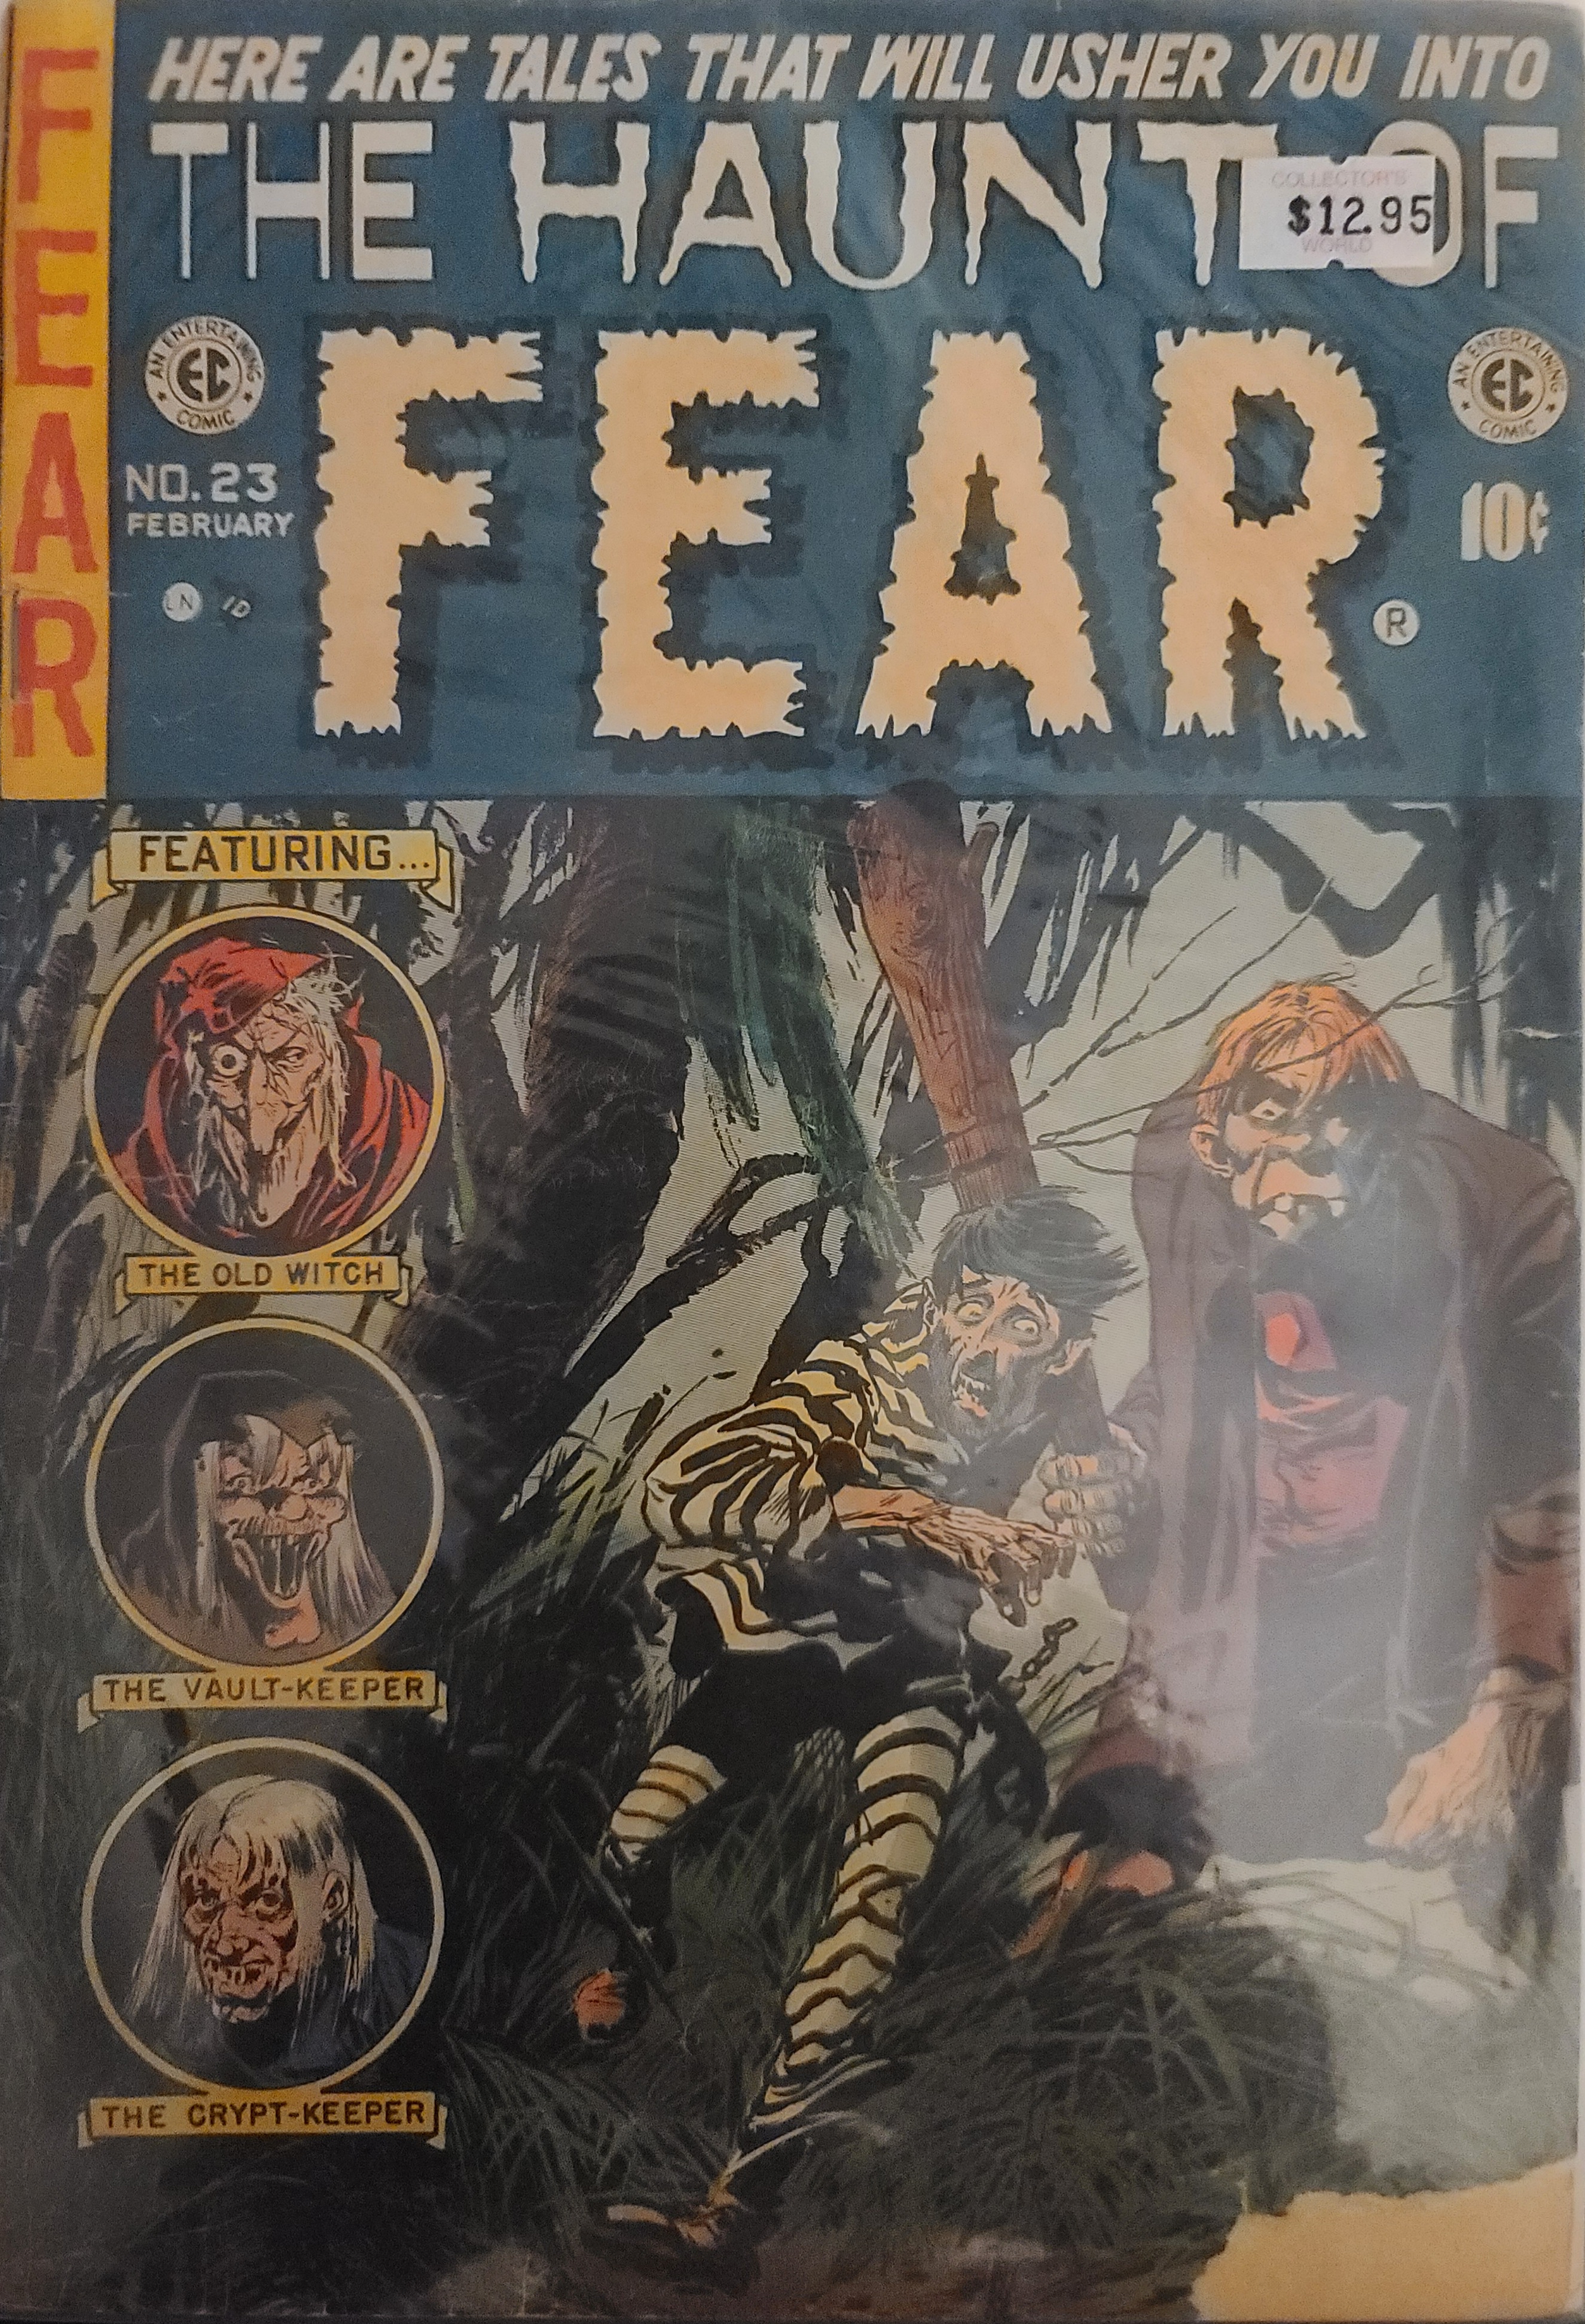 FEAR
HERE ARE TALES THAT WILL USHER YOU INTO
THE HAUNT OF
COLLECTOR'S
$12.95
WORLD
FEAR
AN ENTERTAINING
EC
COMIC
NO. 23
FEBRUARY
LN 1D
AN ENTERTAINING
EC
COMIC
10¢
R
FEATURING...
THE OLD WITCH
THE VAULT-KEEPER
THE CRYPT-KEEPER